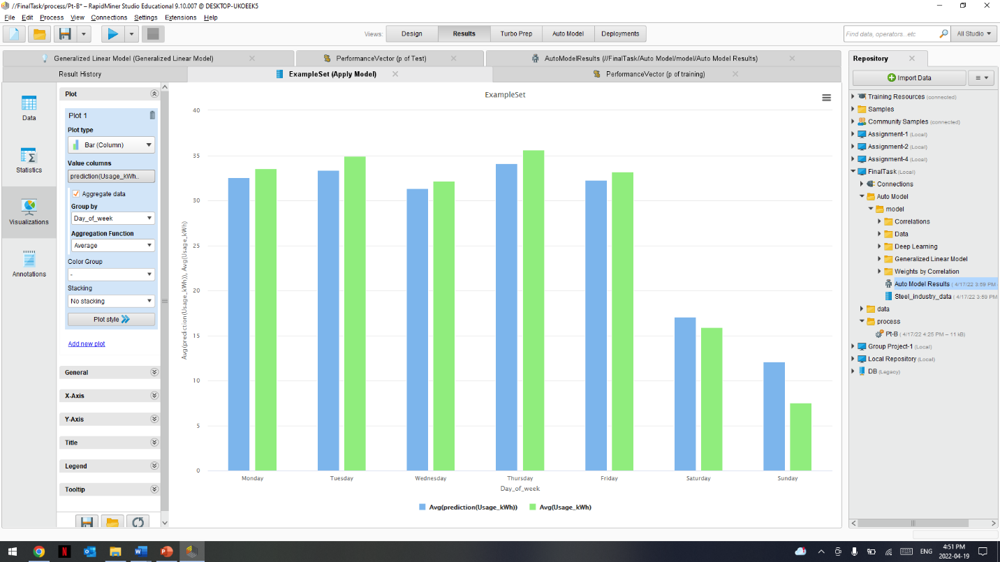 //FinalTask/process/Pt-B* – RapidMiner Studio Educational 9.10.007 @ DESKTOP-UKOEEK5
File Edit Process View Connections Settings Extensions Help
Views: Design Results Turbo Prep Auto Model Deployments
Find data, operators...etc All Studio
Generalized Linear Model (Generalized Linear Model) PerformanceVector (p of Test) AutoModelResults (//FinalTask/Auto Model/model/Auto Model Results)
Result History ExampleSet (Apply Model) PerformanceVector (p of training)
Data
Statistics
Visualizations
Annotations
Plot
Plot 1
Plot type
Bar (Column)
Value columns
prediction(Usage_kWh..
Aggregate data
Group by
Day_of_week
Aggregation Function
Average
Color Group
-
Stacking
No stacking
Plot style
Add new plot
General
X-Axis
Y-Axis
Title
Legend
Tooltip
ExampleSet
40
35
30
25
20
15
10
5
0
Avg(prediction(Usage_kWh)), Avg(Usage_kWh)
Monday Tuesday Wednesday Thursday Friday Saturday Sunday
Day_of_week
Avg(prediction(Usage_kWh)) Avg(Usage_kWh)
Repository
Import Data
Training Resources (connected)
Samples
Community Samples (connected)
Assignment-1 (Local)
Assignment-2 (Local)
Assignment-4 (Local)
FinalTask (Local)
Connections
Auto Model
model
Correlations
Data
Deep Learning
Generalized Linear Model
Weights by Correlation
Auto Model Results ( 4/17/22 3:59 PM
Steel_industry_data ( 4/17/22 3:59 PM
data
process
Pt-B ( 4/17/22 4:25 PM – 11 kB)
Group Project-1 (Local)
Local Repository (Local)
DB (Legacy)
ENG
4:51 PM
2022-04-19